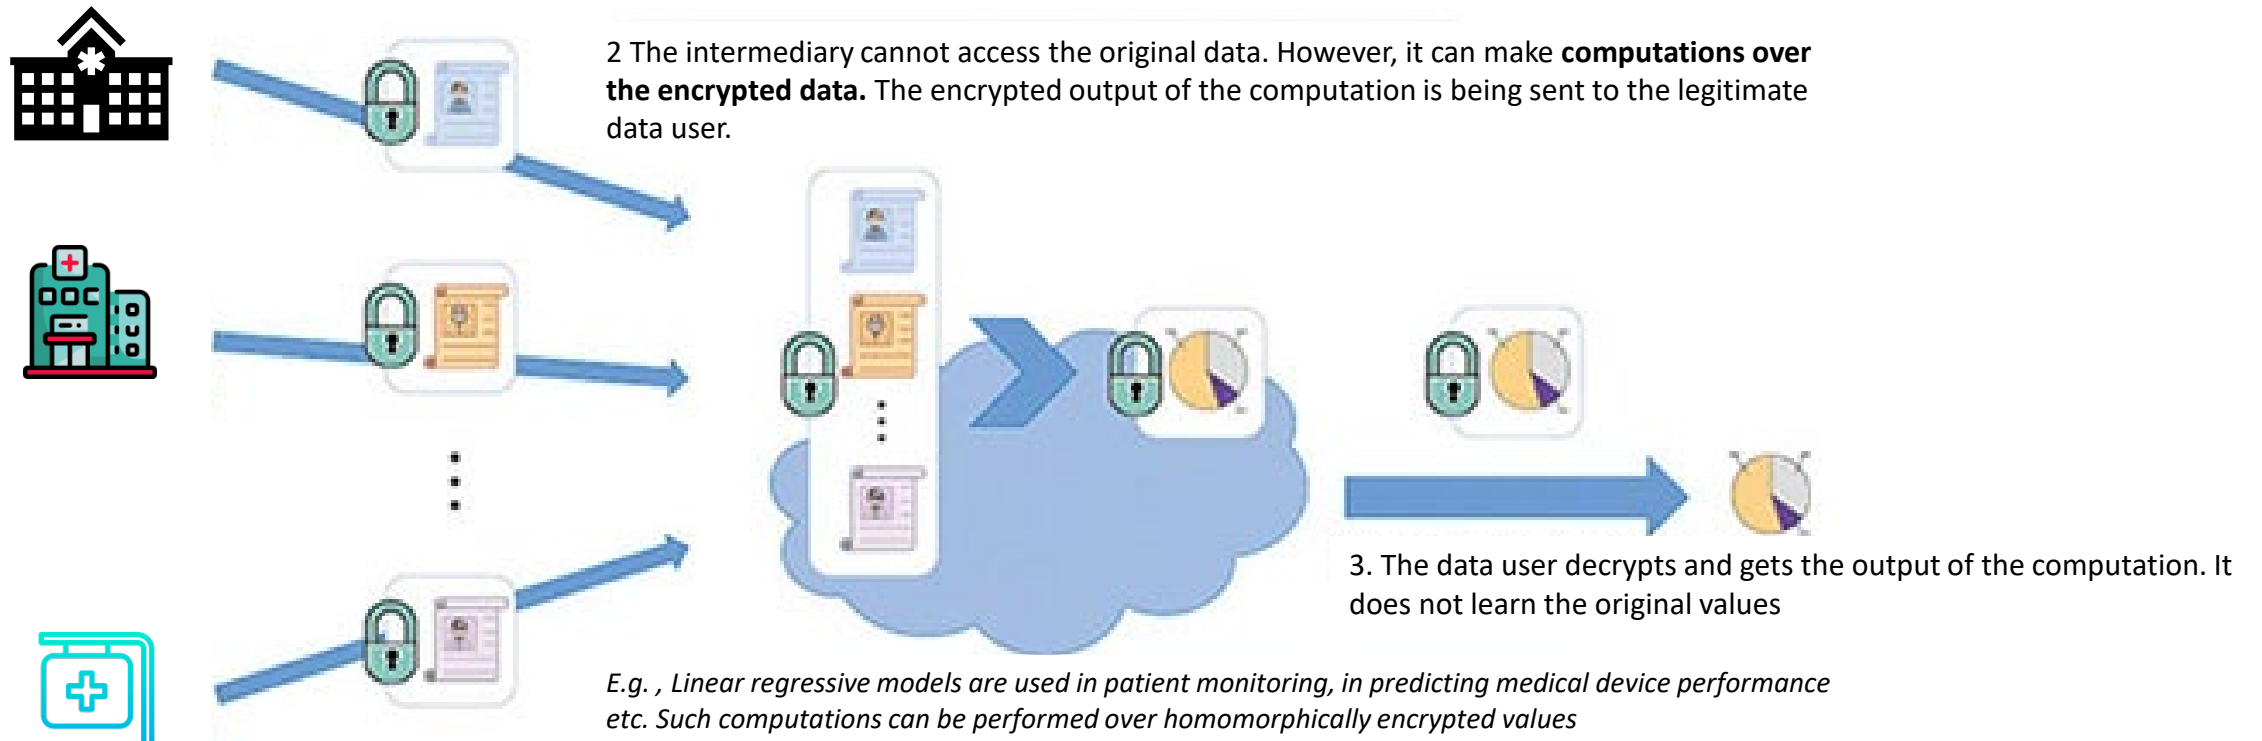 2 The intermediary cannot access the original data. However, it can make computations over
the encrypted data. The encrypted output of the computation is being sent to the legitimate
data user.
3. The data user decrypts and gets the output of the computation. It
does not learn the original values
E.g. , Linear regressive models are used in patient monitoring, in predicting medical device performance
etc. Such computations can be performed over homomorphically encrypted values